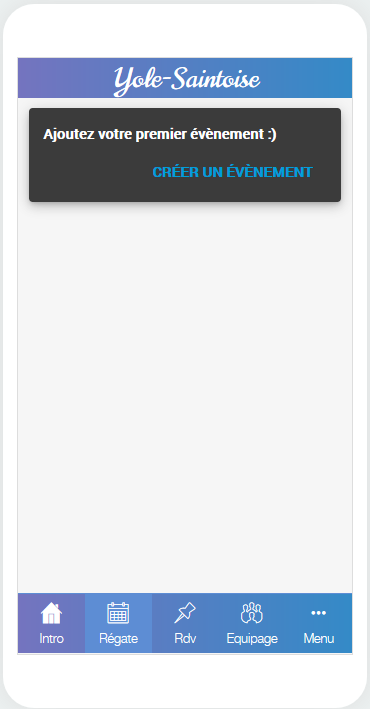 Yole-Saintoise
Ajoutez votre premier évènement :)
CRÉER UN ÉVÈNEMENT
Intro
Régate
Rdv
Equipage
Menu